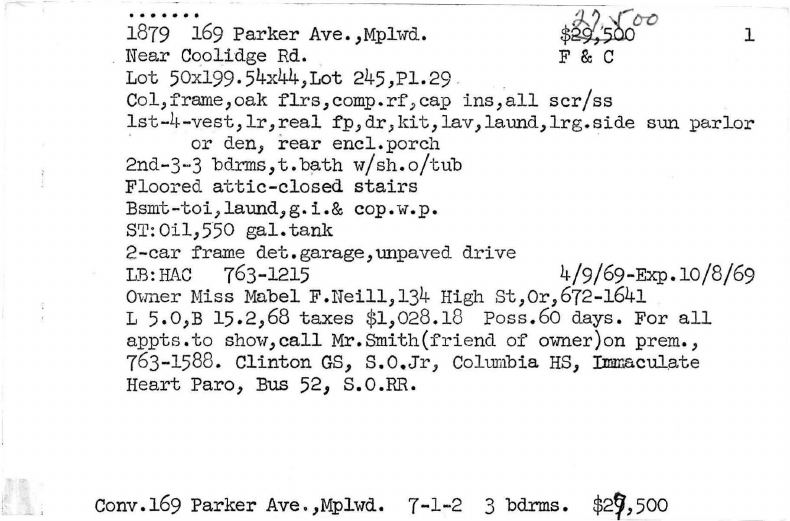 27,500
1879 169 Parker Ave.,Mplwd. $29,500 1
Near Coolidge Rd. F & C
Lot 50x199.54x44,Lot 245,Pl.29
Col,frame,oak flrs,comp.rf,cap ins,all scr/ss
1st-4-vest,lr,real fp,dr,kit,lav,laund,lrg.side sun parlor
or den, rear encl.porch
2nd-3-3 bdrms,t.bath w/sh.o/tub
Floored attic-closed stairs
Bsmt-toi,laund,g.i.& cop.w.p.
ST:Oil,550 gal.tank
2-car frame det.garage,unpaved drive
LB:HAC 763-1215 4/9/69-Exp.10/8/69
Owner Miss Mabel F.Neill,134 High St,Or,672-1641
L 5.0,B 15.2,68 taxes $1,028.18 Poss.60 days. For all
appts.to show,call Mr.Smith(friend of owner)on prem.,
763-1588. Clinton GS, S.O.Jr, Columbia HS, Immaculate
Heart Paro, Bus 52, S.O.RR.
Conv.169 Parker Ave.,Mplwd. 7-1-2 3 bdrms. $27,500